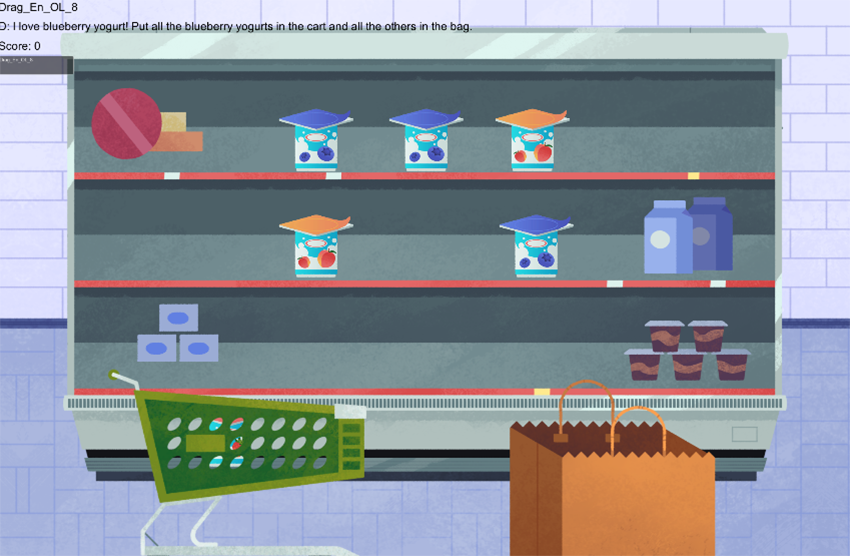 Drag_En_OL_8
D: I love blueberry yogurt! Put all the blueberry yogurts in the cart and all the others in the bag.
Score: 0
Drag_En_OL_8